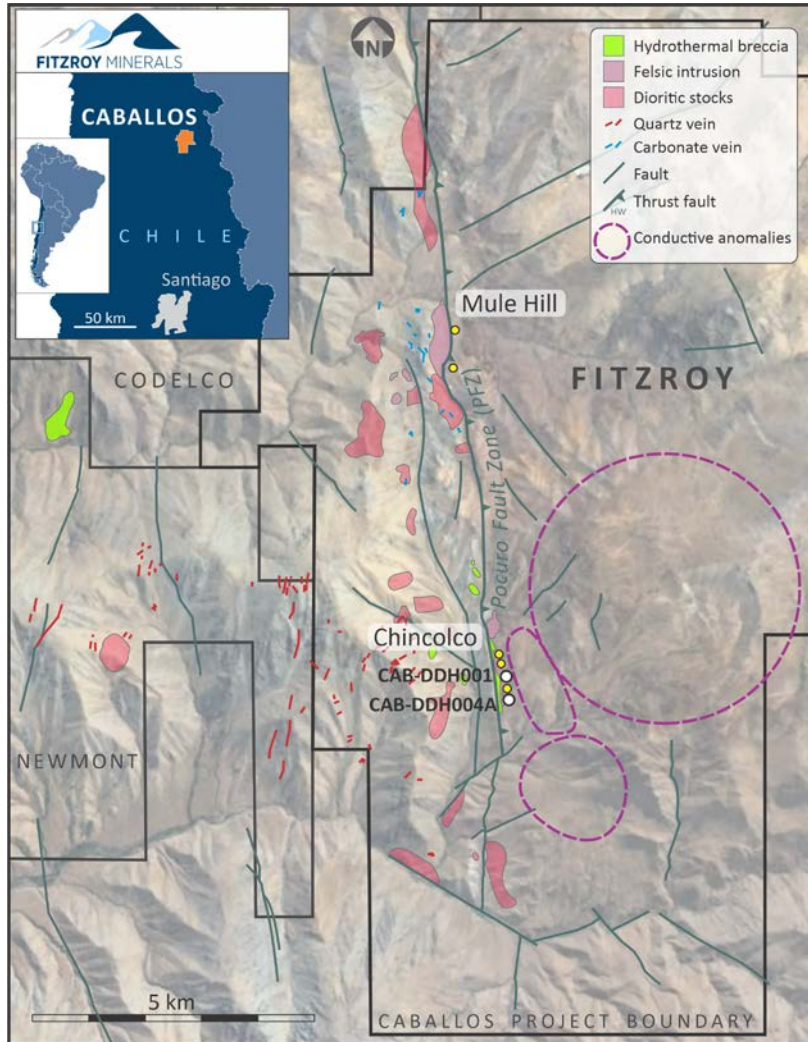 FITZROY MINERALS
CABALLOS
CHILE
Santiago
50 km
N
Hydrothermal breccia
Felsic intrusion
Dioritic stocks
Quartz vein
Carbonate vein
Fault
HW
Thrust fault
Conductive anomalies
Mule Hill
CODELCO
FITZROY
Pocuro Fault Zone (PFZ)
Chincolco
CAB-DDH001
CAB-DDH004A
NEWMONT
5 km
CABALLOS PROJECT BOUNDARY